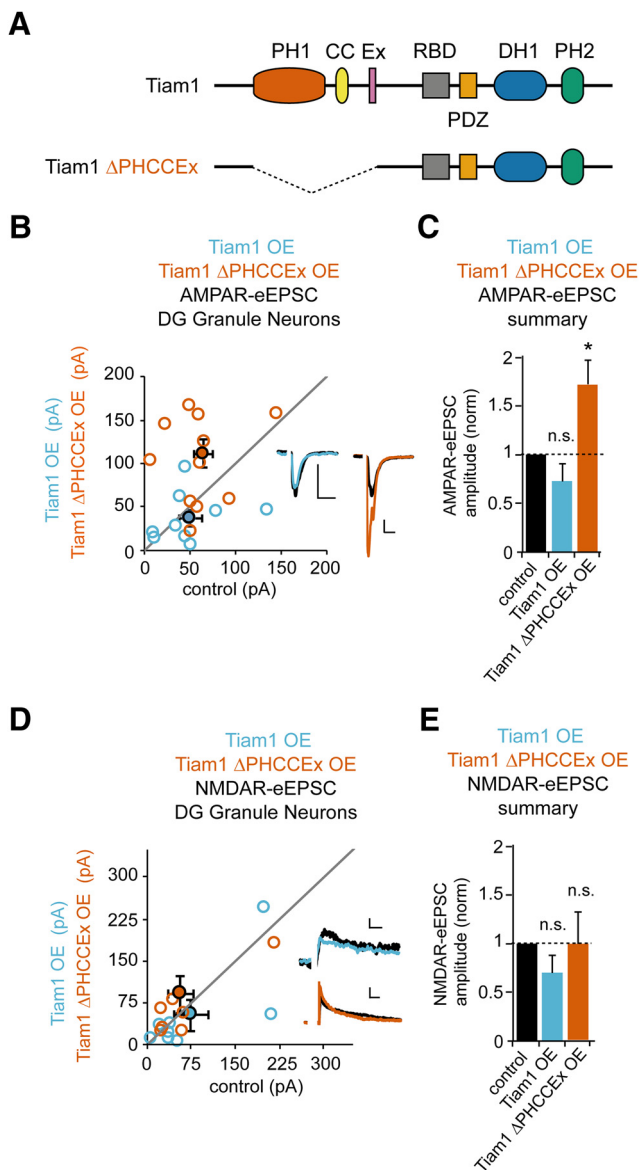 A
PH1 CC Ex RBD DH1 PH2
Tiam1
PDZ
Tiam1 ΔPHCCEx
B
Tiam1 OE
Tiam1 ΔPHCCEx OE
AMPAR-eEPSC
DG Granule Neurons
Tiam1 OE (pA)
Tiam1 ΔPHCCEx OE (pA)
200
150
100
50
0
0 50 100 150 200
control (pA)
C
Tiam1 OE
Tiam1 ΔPHCCEx OE
AMPAR-eEPSC
summary
AMPAR-eEPSC
amplitude (norm)
2
1
0.5
0
n.s.
*
control
Tiam1 OE
Tiam1 ΔPHCCEx OE
D
Tiam1 OE
Tiam1 ΔPHCCEx OE
NMDAR-eEPSC
DG Granule Neurons
Tiam1 OE (pA)
Tiam1 ΔPHCCEx OE (pA)
300
225
150
75
0
0 75 150 225 300
control (pA)
E
Tiam1 OE
Tiam1 ΔPHCCEx OE
NMDAR-eEPSC
summary
NMDAR-eEPSC
amplitude (norm)
2
1
0.5
0
n.s.
n.s.
control
Tiam1 OE
Tiam1 ΔPHCCEx OE